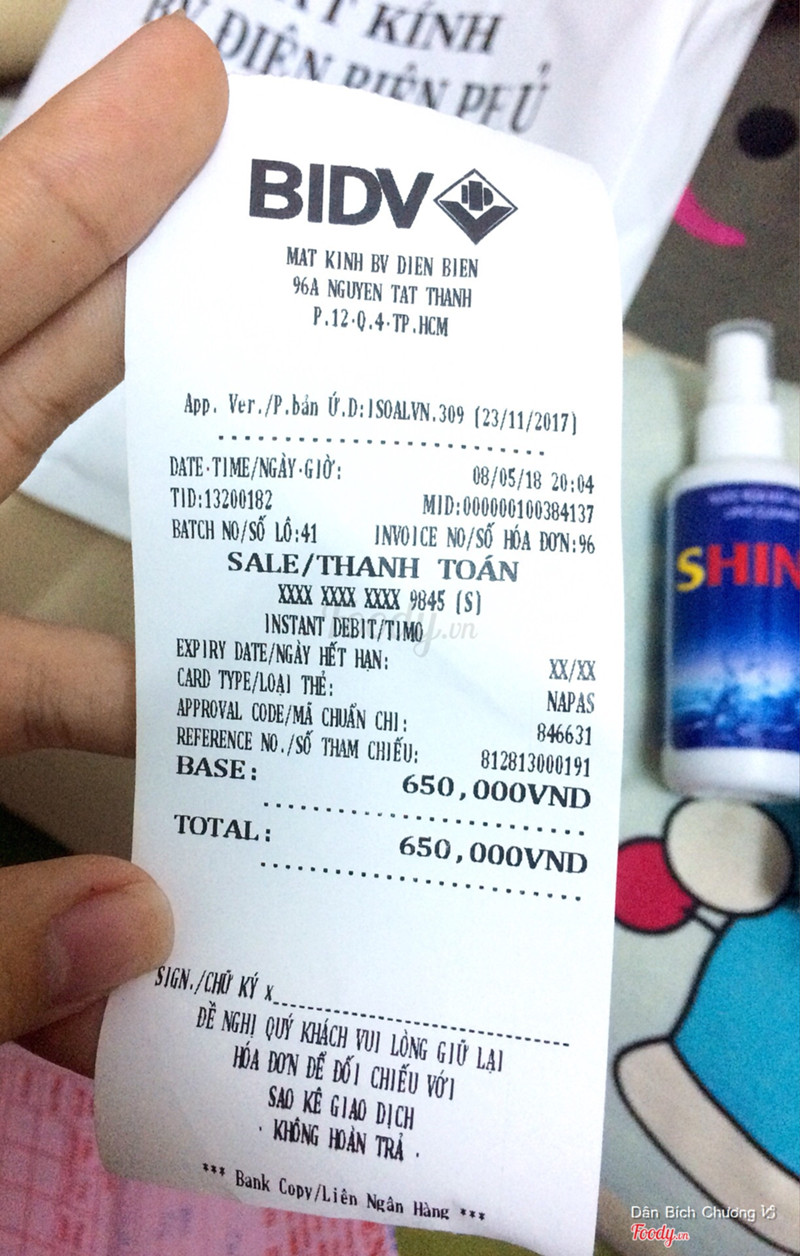 MẮT KÍNH
BV ĐIỆN BIÊN PHỦ
BIDV
MAT KINH BV DIEN BIEN
96A NGUYEN TAT THANH
P.12-Q.4-TP.HCM
App. Ver./P.bản Ứ.D:ISOALVN.309 (23/11/2017)
DATE-TIME/NGÀY-GIỜ: 08/05/18 20:04
TID:13200182 MID:000000100384137
BATCH NO/SỐ LÔ:41 INVOICE NO/SỐ HÓA ĐƠN:96
SALE/THANH TOÁN
XXXX XXXX XXXX 9845 (S)
INSTANT DEBIT/TIMO
EXPIRY DATE/NGÀY HẾT HẠN: XX/XX
CARD TYPE/LOẠI THẺ: NAPAS
APPROVAL CODE/MÃ CHUẨN CHI: 846631
REFERENCE NO./SỐ THAM CHIẾU: 812813000191
BASE: 650,000VND
TOTAL: 650,000VND
SIGN./CHỮ KÝ X
ĐỀ NGHỊ QUÝ KHÁCH VUI LÒNG GIỮ LẠI
HÓA ĐƠN ĐỂ ĐỐI CHIẾU VỚI
SAO KÊ GIAO DỊCH
- KHÔNG HOÀN TRẢ -
*** Bank Copy/Liên Ngân Hàng ***
SHIN
Foody.vn
Dân Bích Chương
Foody.vn